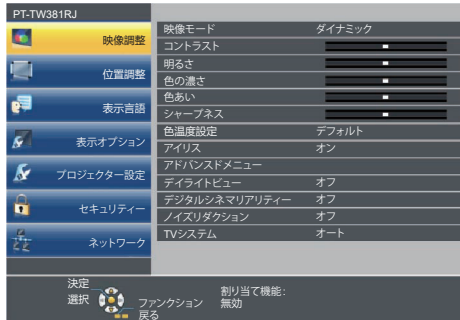 PT-TW381RJ
映像調整
位置調整
表示言語
表示オプション
プロジェクター設定
セキュリティー
ネットワーク
映像モード ダイナミック
コントラスト
明るさ
色の濃さ
色あい
シャープネス
色温度設定 デフォルト
アイリス オン
アドバンスドメニュー
デイライトビュー オフ
デジタルシネマリアリティー オフ
ノイズリダクション オフ
TVシステム オート
決定
選択
ファンクション
戻る
割り当て機能:
無効